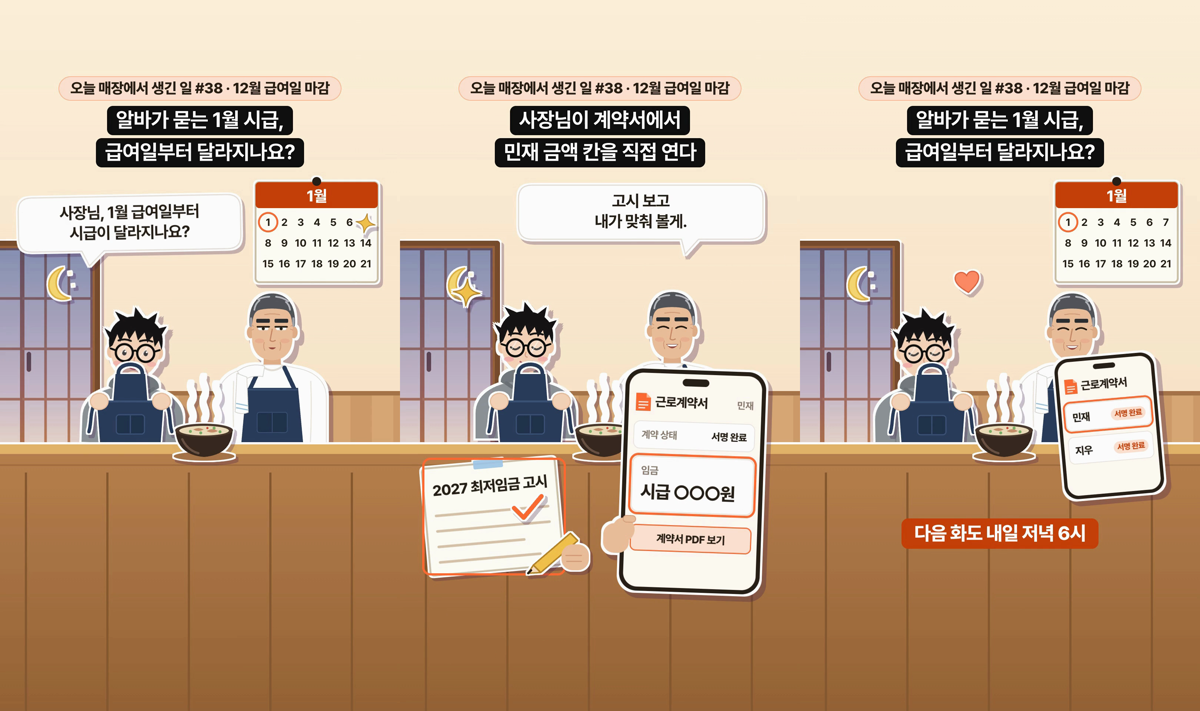 오늘 매장에서 생긴 일 #38 · 12월 급여일 마감
알바가 묻는 1월 시급,
급여일부터 달라지나요?
사장님, 1월 급여일부터
시급이 달라지나요?
1월
1 2 3 4 5 6
8 9 10 11 12 13 14
15 16 17 18 19 20 21
오늘 매장에서 생긴 일 #38 · 12월 급여일 마감
사장님이 계약서에서
민재 금액 칸을 직접 연다
고시 보고
내가 맞춰 볼게.
2027 최저임금 고시
근로계약서 민재
계약 상태 서명 완료
임금
시급 〇〇〇원
계약서 PDF 보기
오늘 매장에서 생긴 일 #38 · 12월 급여일 마감
알바가 묻는 1월 시급,
급여일부터 달라지나요?
1월
1 2 3 4 5 6 7
8 9 10 11 12 13 14
15 16 17 18 19 20 21
근로계약서
민재 서명 완료
지우 서명 완료
다음 화도 내일 저녁 6시